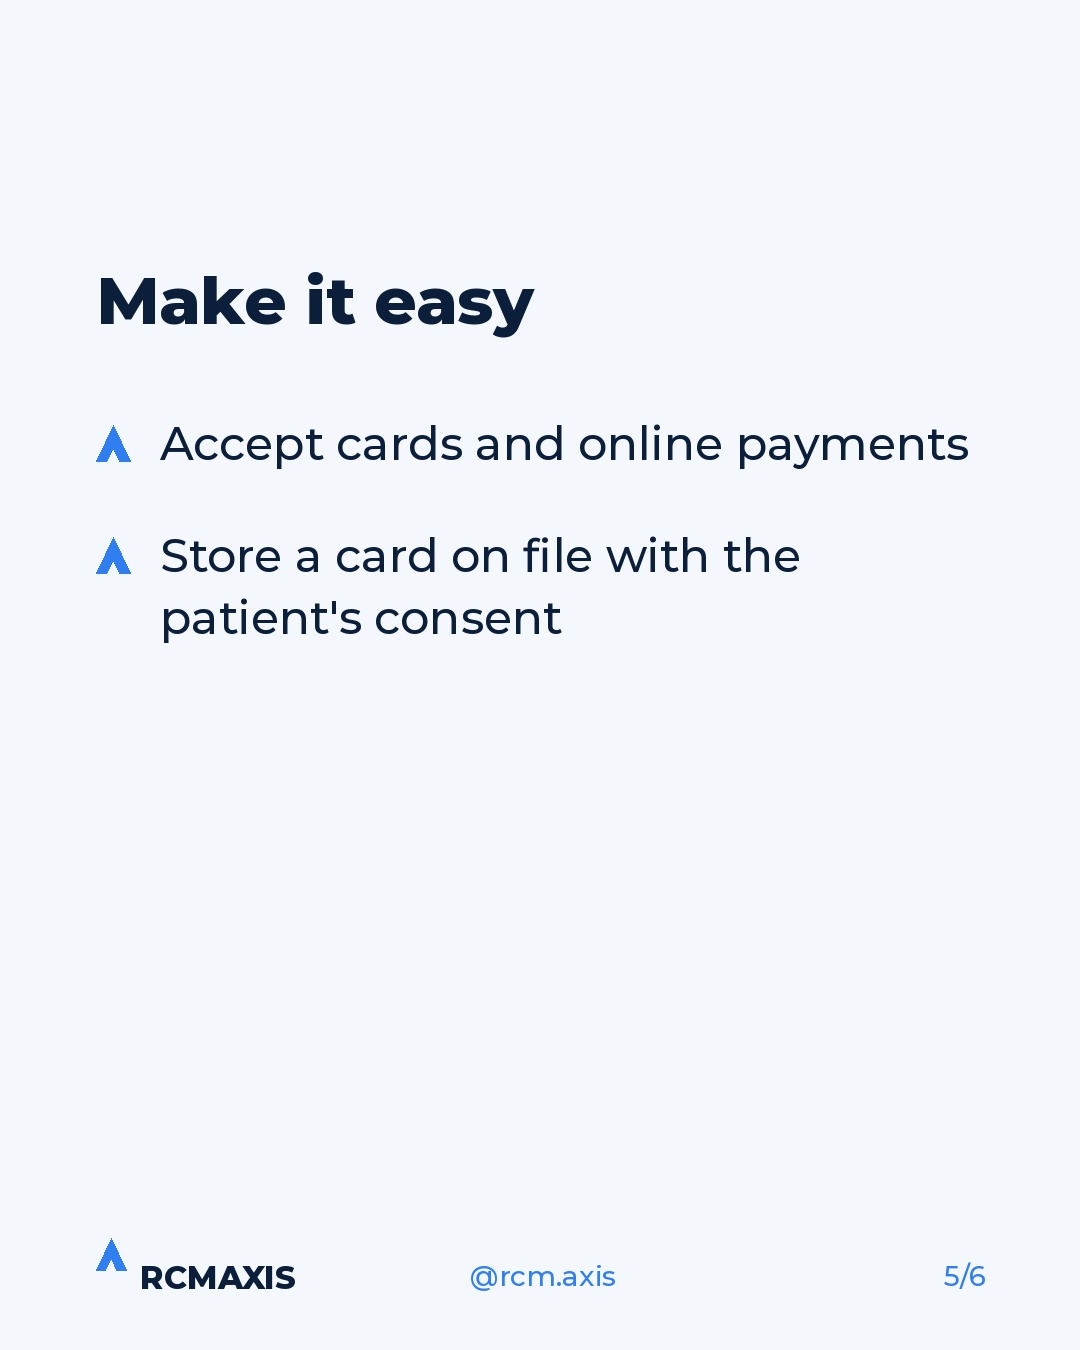 Make it easy
Accept cards and online payments
Store a card on file with the
patient's consent
RCMAXIS
@rcm.axis
5/6